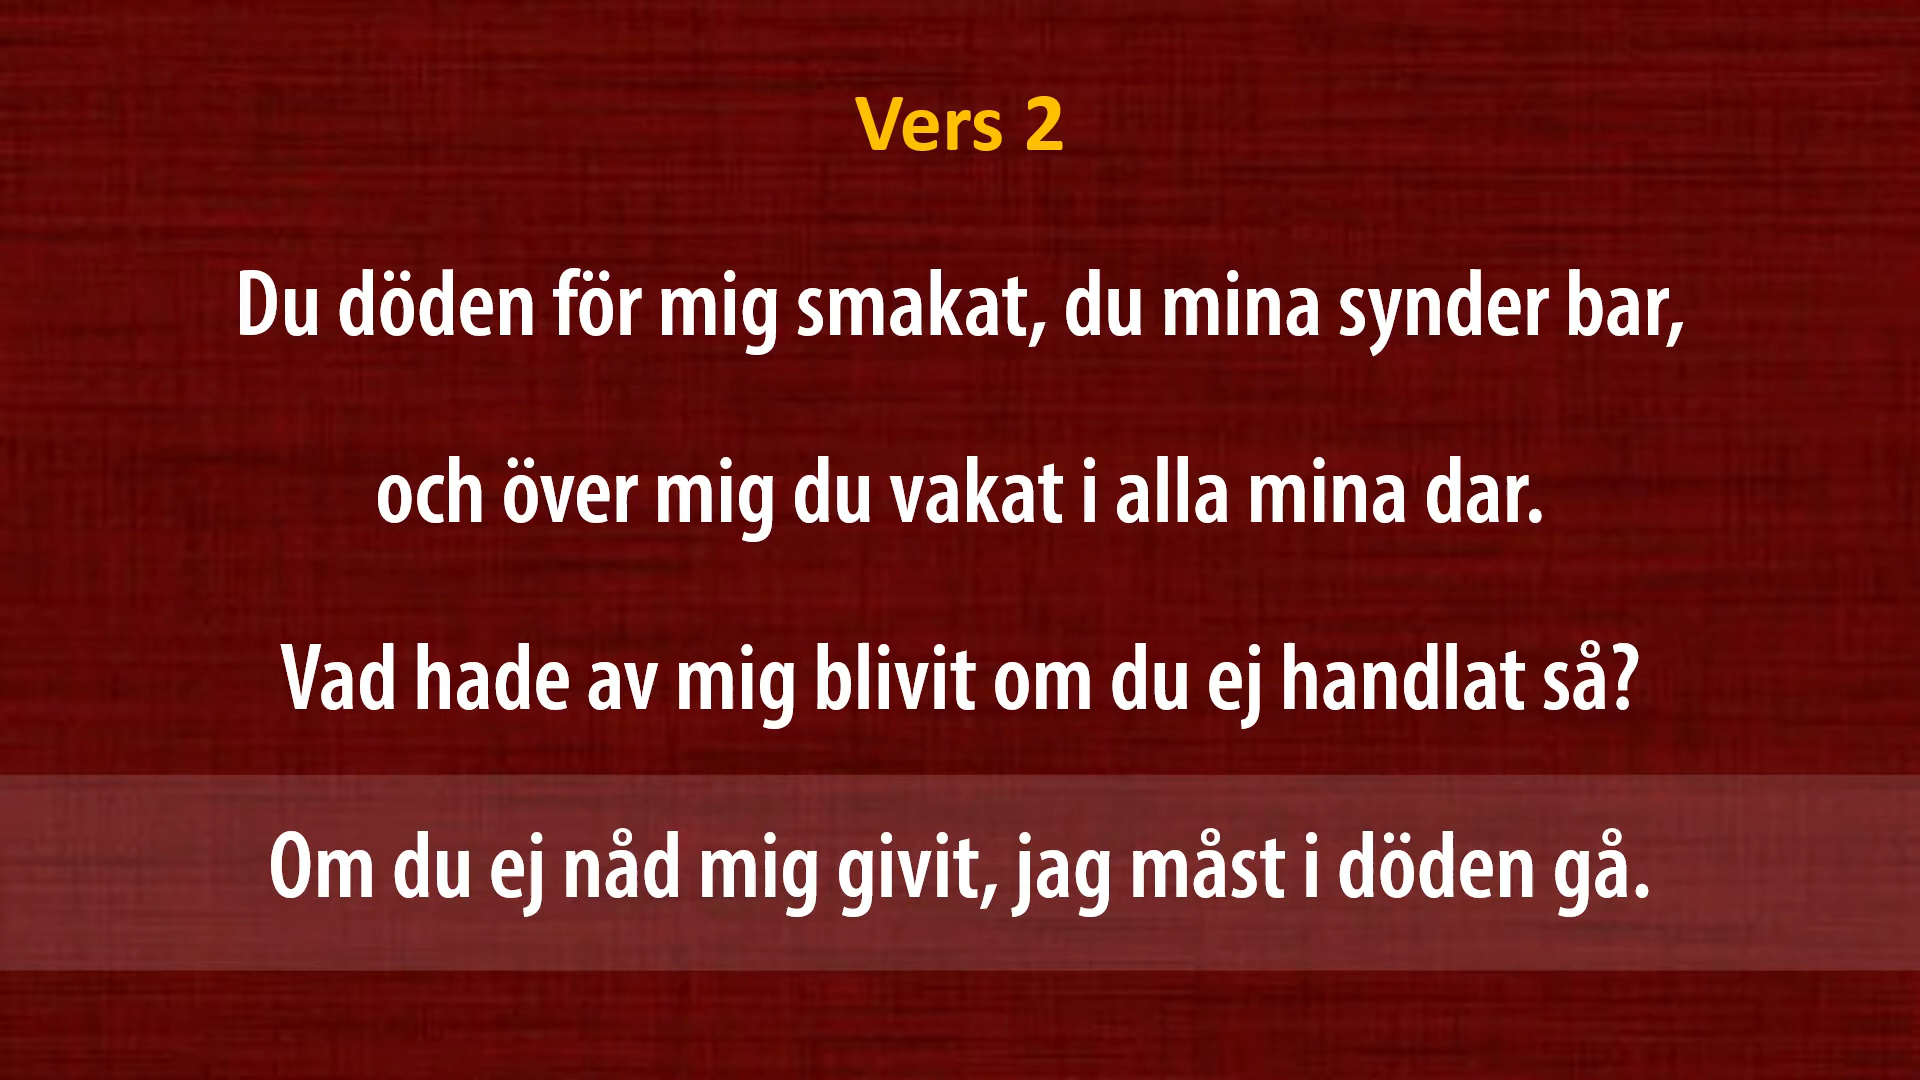 Vers 2
Du döden för mig smakat, du mina synder bar,
och över mig du vakat i alla mina dar.
Vad hade av mig blivit om du ej handlat så?
Om du ej nåd mig givit, jag måst i döden gå.